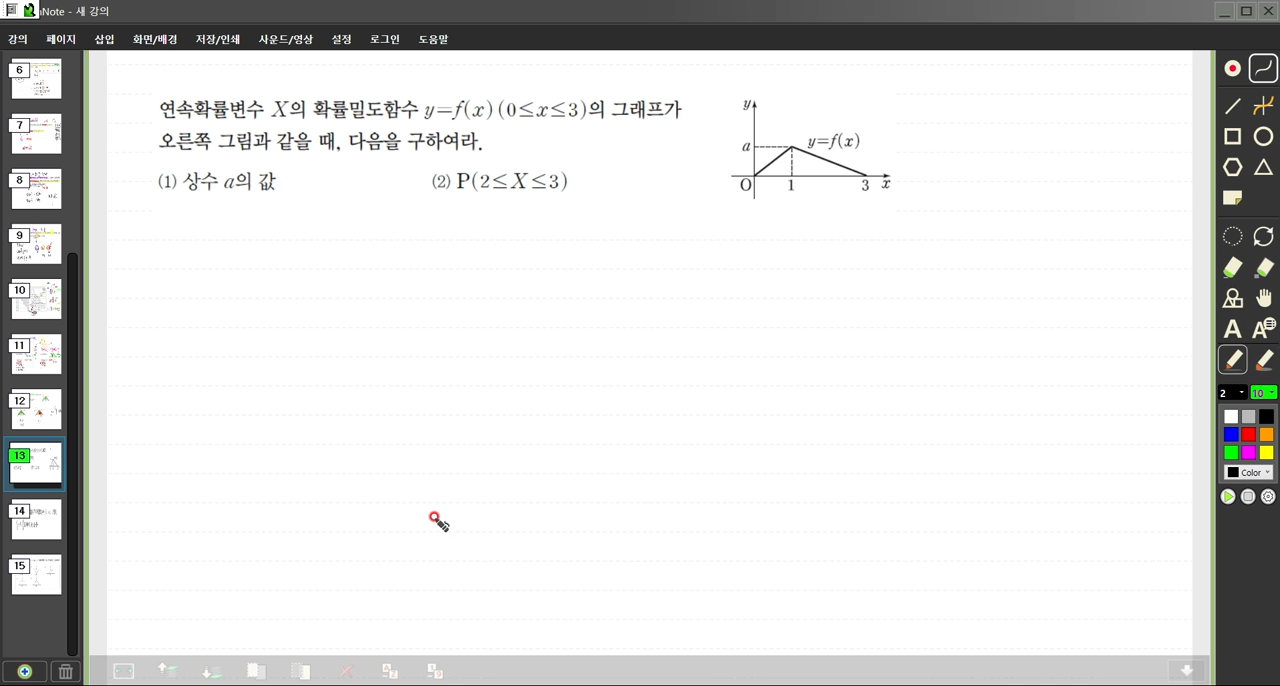 Note - 새 강의
강의 페이지 삽입 화면/배경 저장/인쇄 사운드/영상 설정 로그인 도움말
6
7
8
9
10
11
12
13
14
15
연속확률변수 X의 확률밀도함수 y=f(x) (0≤x≤3)의 그래프가
오른쪽 그림과 같을 때, 다음을 구하여라.
(1) 상수 a의 값 (2) P(2≤X≤3)
y
a y=f(x)
O 1 3 x
A A
2 10
Color